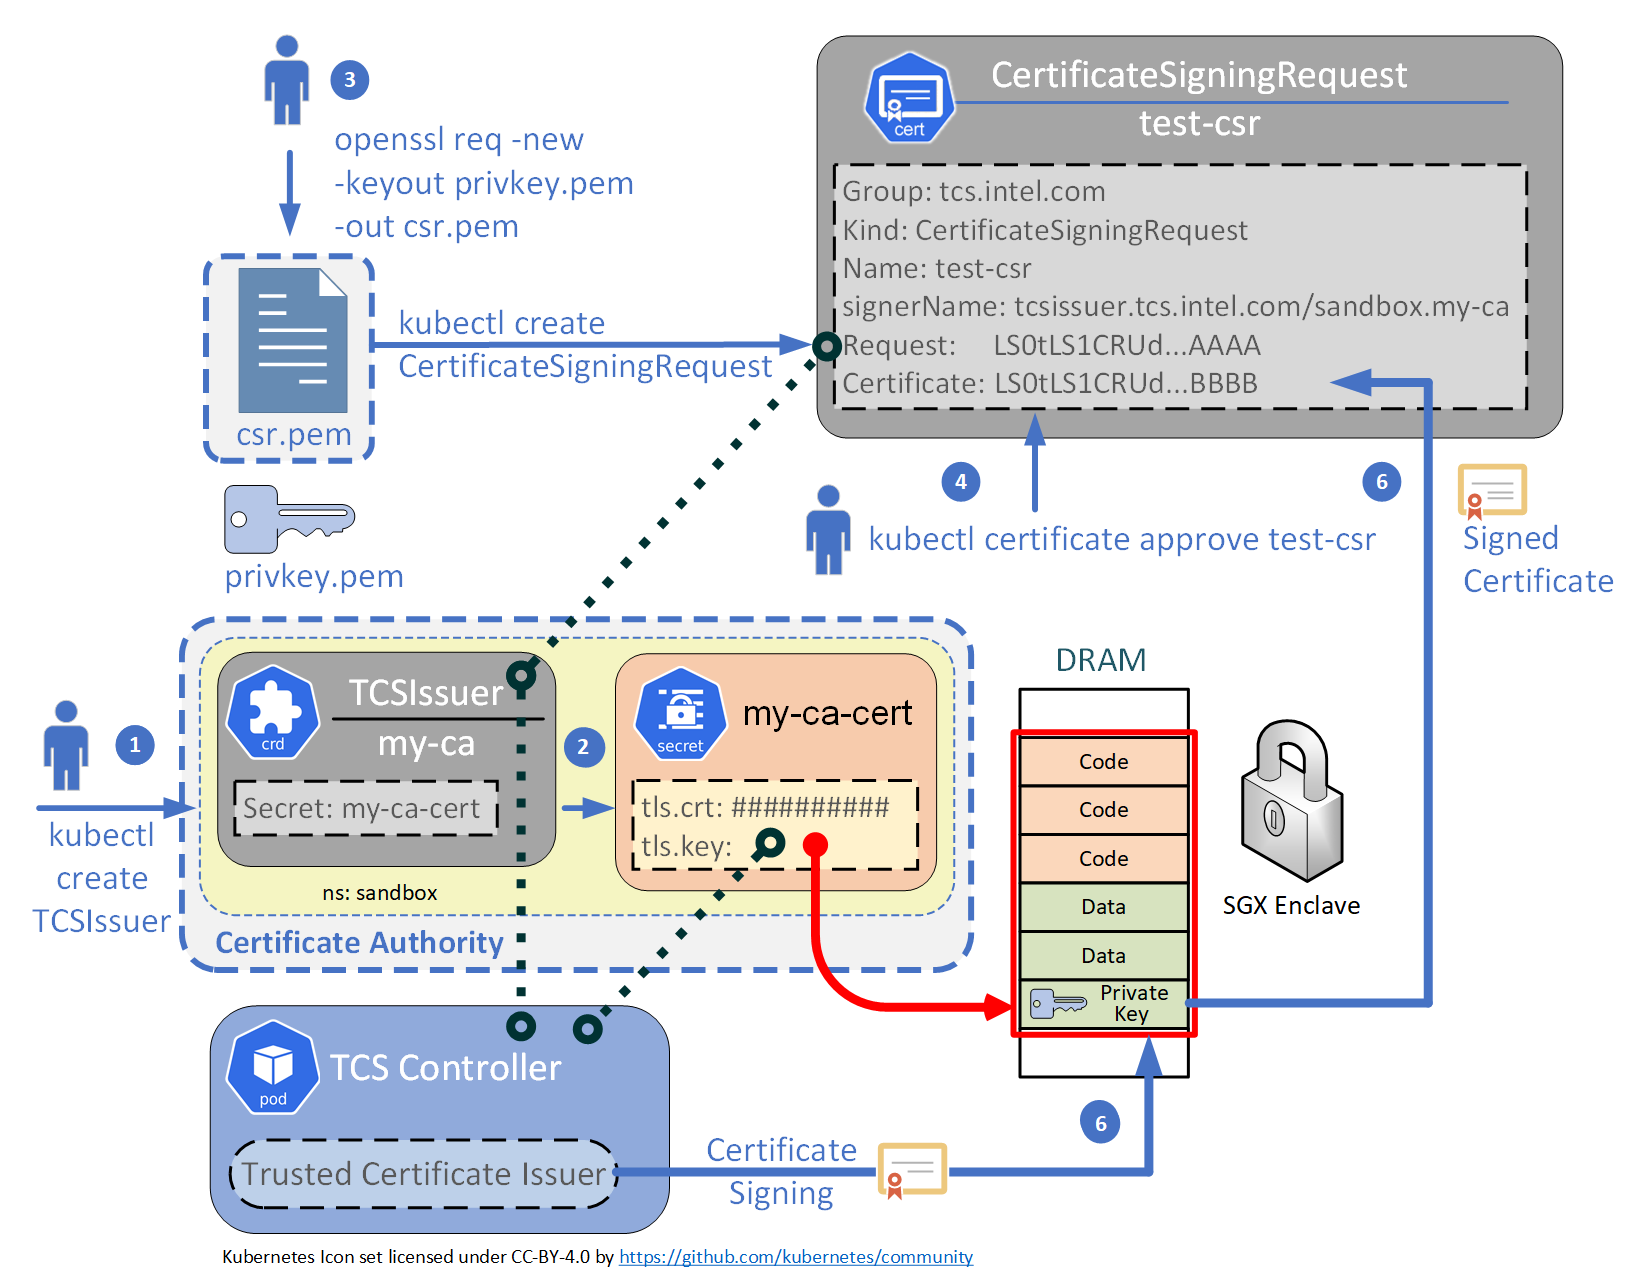 3
openssl req -new
-keyout privkey.pem
-out csr.pem
csr.pem
privkey.pem
kubectl create
CertificateSigningRequest
cert
CertificateSigningRequest
test-csr
Group: tcs.intel.com
Kind: CertificateSigningRequest
Name: test-csr
signerName: tcsissuer.tcs.intel.com/sandbox.my-ca
Request: LS0tLS1CRUd...AAAA
Certificate: LS0tLS1CRUd...BBBB
4
kubectl certificate approve test-csr
6
Signed
Certificate
1
kubectl
create
TCSIssuer
crd
TCSIssuer
my-ca
Secret: my-ca-cert
ns: sandbox
2
secret
my-ca-cert
tls.crt: ##########
tls.key:
Certificate Authority
DRAM
Code
Code
Code
Data
Data
Private
Key
SGX Enclave
pod
TCS Controller
Trusted Certificate Issuer
Certificate
Signing
6
Kubernetes Icon set licensed under CC-BY-4.0 by https://github.com/kubernetes/community